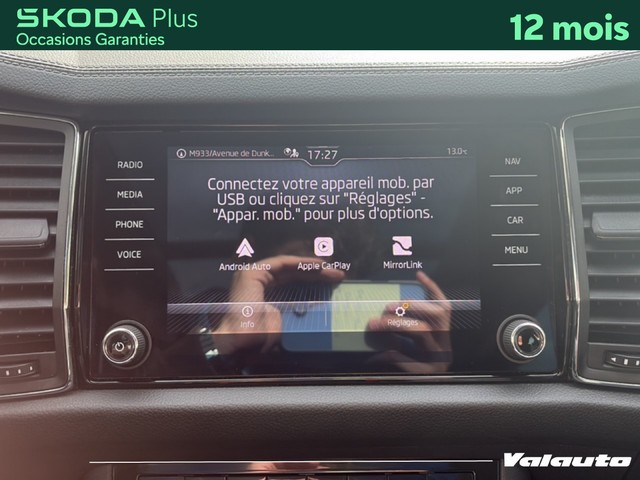 ŠKODA Plus
Occasions Garanties
12 mois
M933/Avenue de Dunk...
17:27
13.0°C
RADIO
MEDIA
PHONE
VOICE
NAV
APP
CAR
MENU
Connectez votre appareil mob. par
USB ou cliquez sur "Réglages" -
"Appar. mob." pour plus d'options.
Android Auto
Apple CarPlay
MirrorLink
Info
Réglages
Valauto